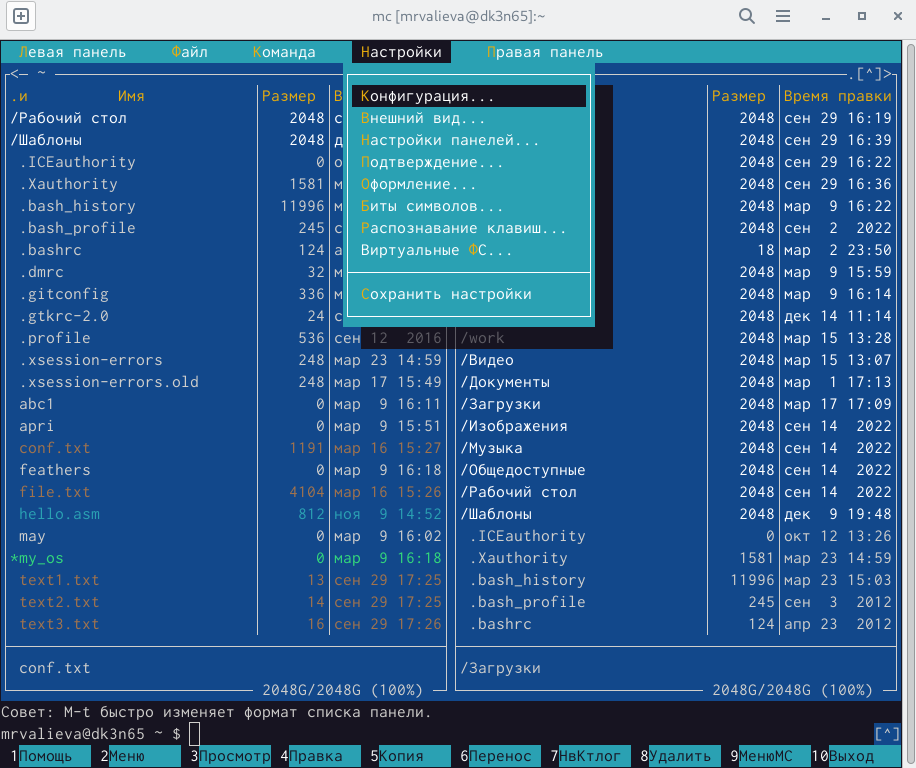 mc [mrvalieva@dk3n65]:~
Левая панель Файл Команда Настройки Правая панель
<─ ~ .[^]>
.и Имя Размер В Конфигурация... Размер Время правки
/Рабочий стол 2048 с Внешний вид... 2048 сен 29 16:19
/Шаблоны 2048 д Настройки панелей... 2048 сен 29 16:39
.ICEauthority 0 о Подтверждение... 2048 сен 29 16:22
.Xauthority 1581 м Оформление... 2048 сен 29 16:36
.bash_history 11996 м Биты символов... 2048 мар 9 16:22
.bash_profile 245 с Распознавание клавиш... 2048 сен 2 2022
.bashrc 124 а Виртуальные ФС... 18 мар 2 23:50
.dmrc 32 м 2048 мар 9 15:59
.gitconfig 336 м Сохранить настройки 2048 мар 9 16:14
.gtkrc-2.0 24 с 2048 дек 14 11:14
.profile 536 сен 12 2016 /work 2048 мар 15 13:28
.xsession-errors 248 мар 23 14:59 /Видео 2048 мар 15 13:07
.xsession-errors.old 248 мар 17 15:49 /Документы 2048 мар 1 17:13
abc1 0 мар 9 16:11 /Загрузки 2048 мар 17 17:09
apri 0 мар 9 15:51 /Изображения 2048 сен 14 2022
conf.txt 1191 мар 16 15:27 /Музыка 2048 сен 14 2022
feathers 0 мар 9 16:18 /Общедоступные 2048 сен 14 2022
file.txt 4104 мар 16 15:26 /Рабочий стол 2048 сен 14 2022
hello.asm 812 ноя 9 14:52 /Шаблоны 2048 дек 9 19:48
may 0 мар 9 16:02 .ICEauthority 0 окт 12 13:26
*my_os 0 мар 9 16:18 .Xauthority 1581 мар 23 14:59
text1.txt 13 сен 29 17:25 .bash_history 11996 мар 23 15:03
text2.txt 14 сен 29 17:25 .bash_profile 245 сен 3 2012
text3.txt 16 сен 29 17:26 .bashrc 124 апр 23 2012
conf.txt /Загрузки
2048G/2048G (100%) 2048G/2048G (100%)
Совет: M-t быстро изменяет формат списка панели.
mrvalieva@dk3n65 ~ $ [^]
1Помощь 2Меню 3Просмотр 4Правка 5Копия 6Перенос 7НвКтлог 8Удалить 9МенюMC 10Выход